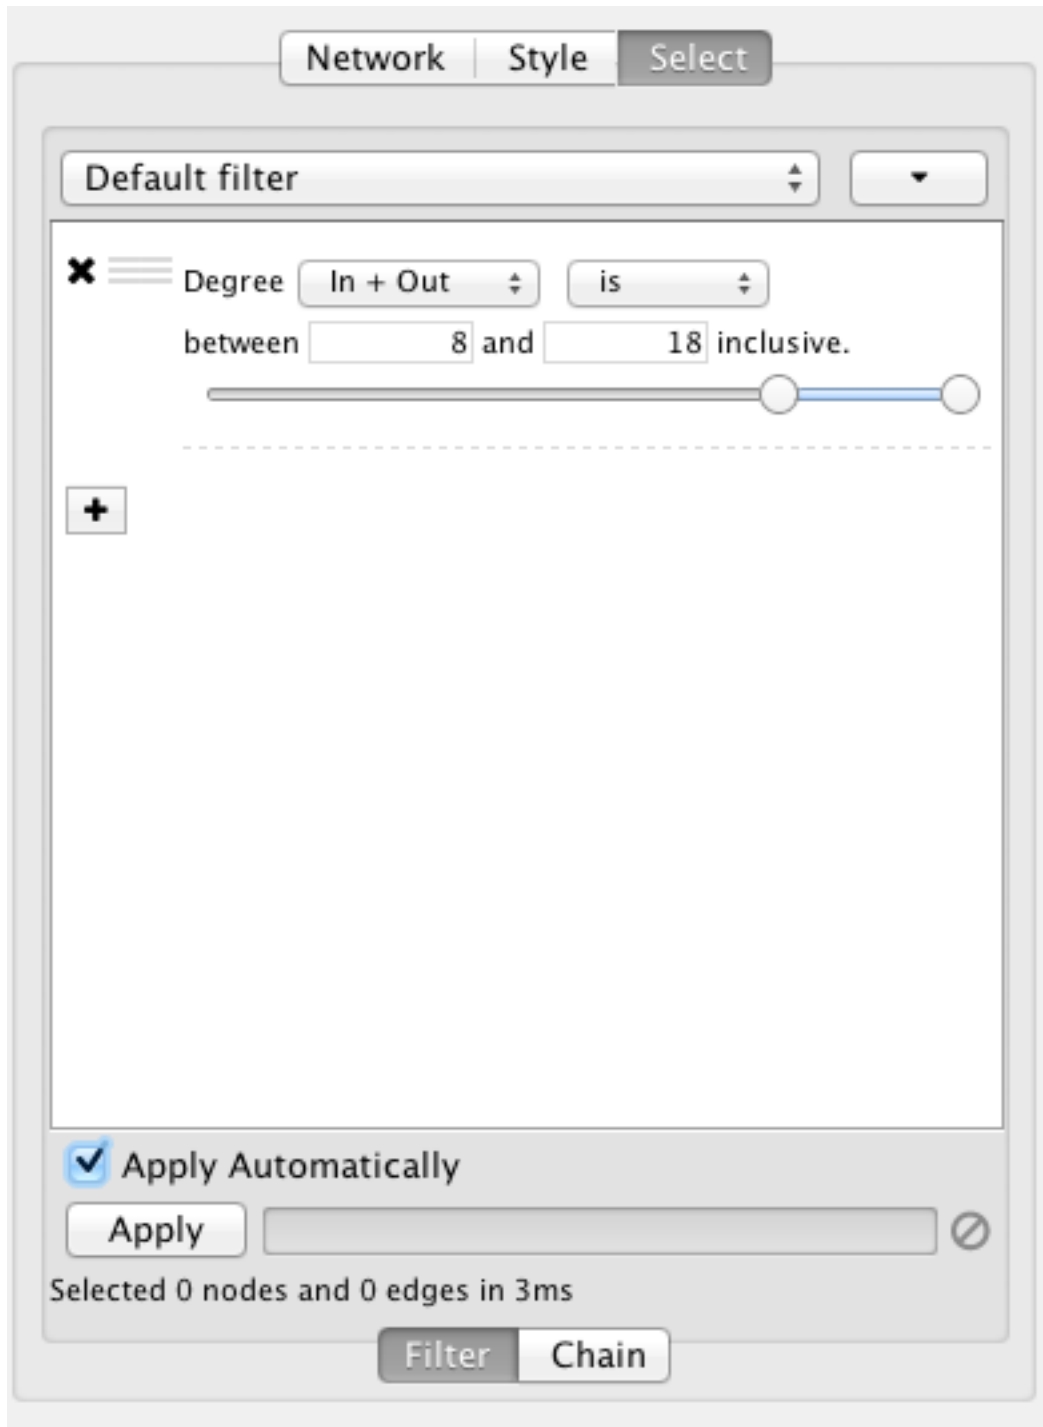 Network Style Select
Default filter
Degree In + Out is
between 8 and 18 inclusive.
Apply Automatically
Apply
Selected 0 nodes and 0 edges in 3ms
Filter Chain